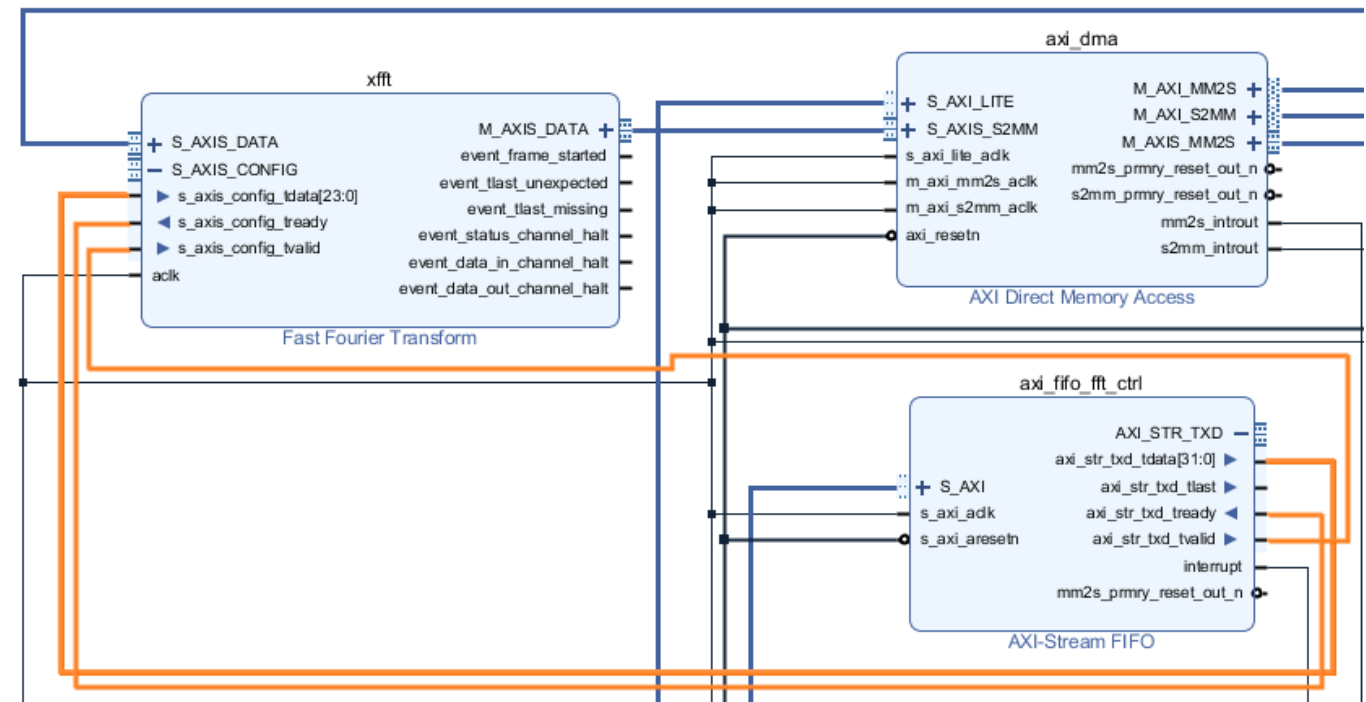 xfft
S_AXIS_DATA
S_AXIS_CONFIG
s_axis_config_tdata[23:0]
s_axis_config_tready
s_axis_config_tvalid
aclk
M_AXIS_DATA
event_frame_started
event_tlast_unexpected
event_tlast_missing
event_status_channel_halt
event_data_in_channel_halt
event_data_out_channel_halt
Fast Fourier Transform
axi_dma
S_AXI_LITE
S_AXIS_S2MM
s_axi_lite_aclk
m_axi_mm2s_aclk
m_axi_s2mm_aclk
axi_resetn
M_AXI_MM2S
M_AXI_S2MM
M_AXIS_MM2S
mm2s_prmry_reset_out_n
s2mm_prmry_reset_out_n
mm2s_introut
s2mm_introut
AXI Direct Memory Access
axi_fifo_fft_ctrl
S_AXI
s_axi_aclk
s_axi_aresetn
AXI_STR_TXD
axi_str_txd_tdata[31:0]
axi_str_txd_tlast
axi_str_txd_tready
axi_str_txd_tvalid
interrupt
mm2s_prmry_reset_out_n
AXI-Stream FIFO